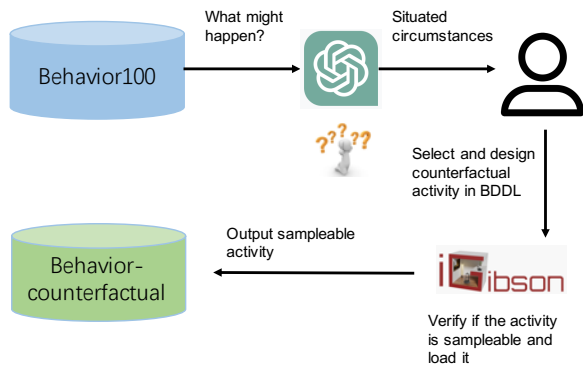 What might
happen?
Situated
circumstances
Behavior100
? ? ? ? ?
Select and design
counterfactual
activity in BDDL
Output sampleable
activity
Behavior-
counterfactual
iGibson
Verify if the activity
is sampleable and
load it